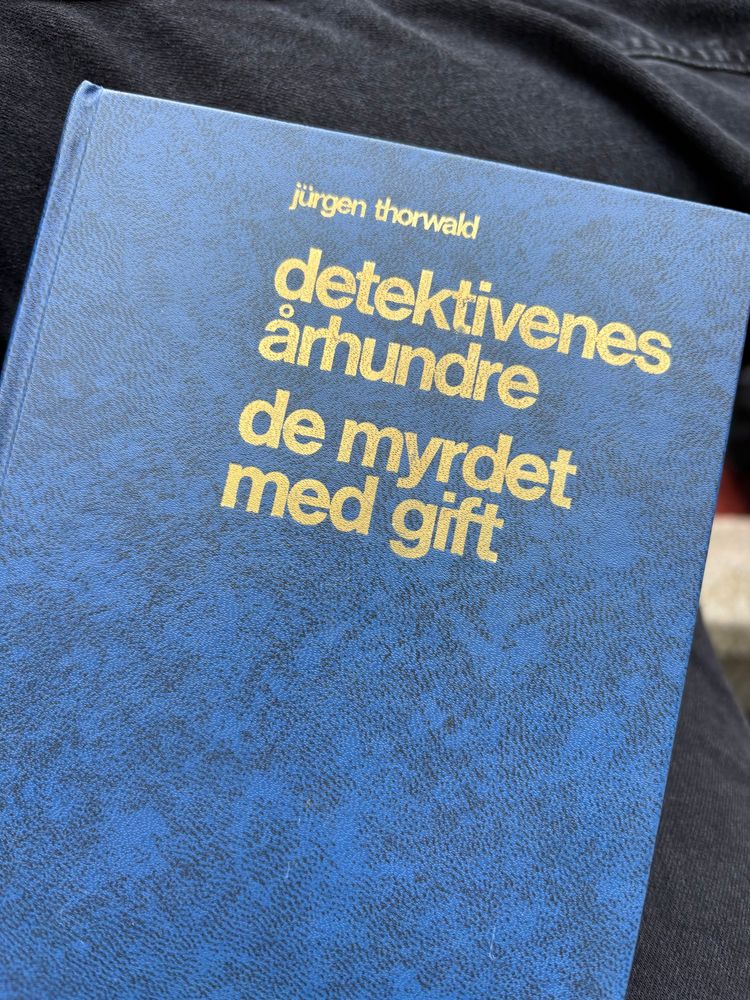 jürgen thorwald
detektivenes
århundre
de myrdet
med gift